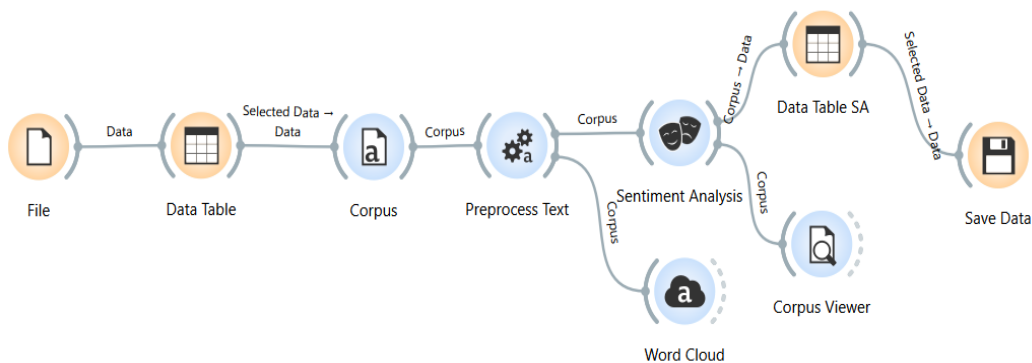 File
Data
Data Table
Selected Data →
Data
Corpus
Corpus
Preprocess Text
Corpus
Corpus
Sentiment Analysis
Word Cloud
Corpus → Data
Corpus
Data Table SA
Corpus Viewer
Selected Data → Data
Save Data
a
a
a